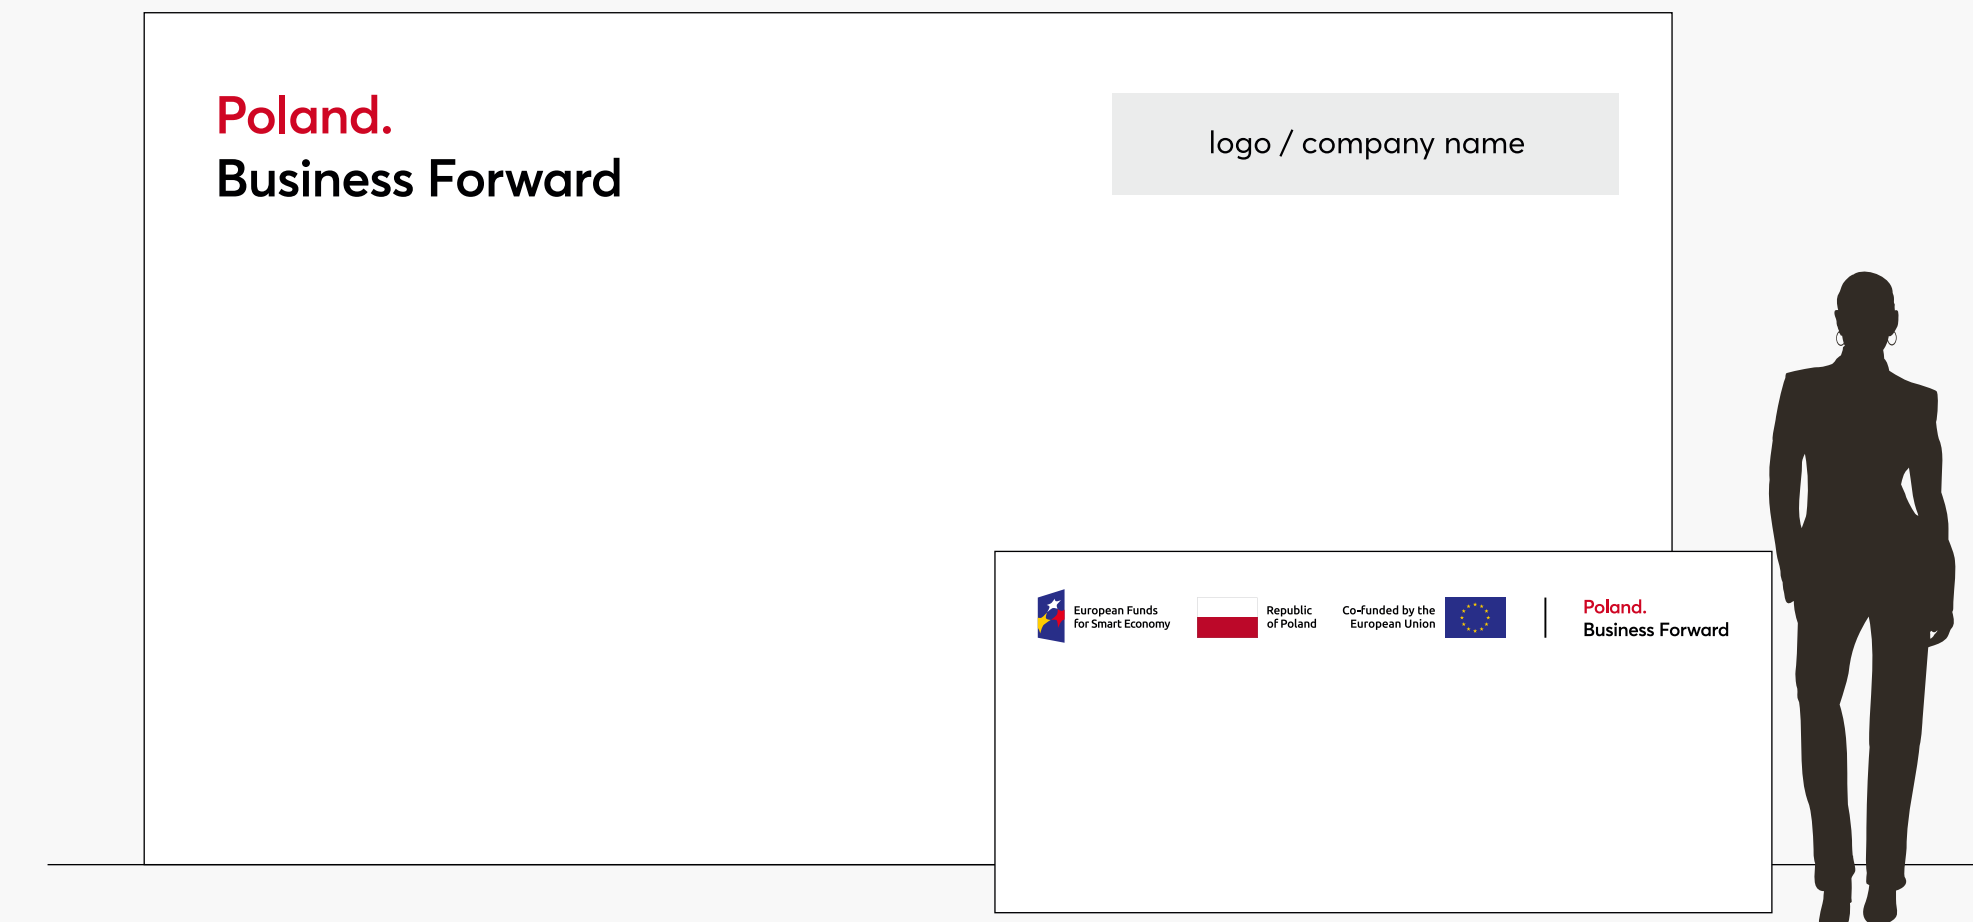 Poland.
Business Forward
logo / company name
European Funds
for Smart Economy
Republic
of Poland
Co-funded by the
European Union
Poland.
Business Forward